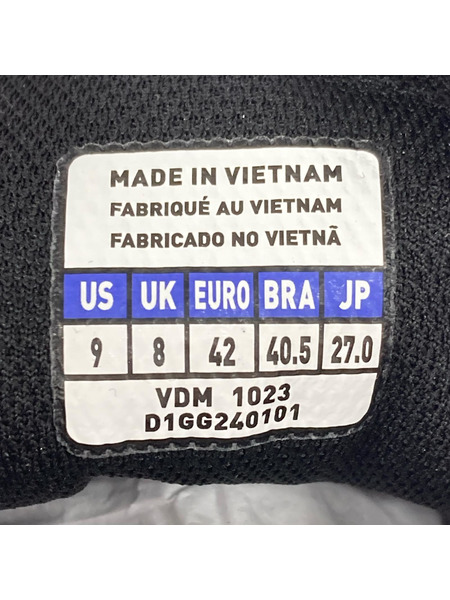 MADE IN VIETNAM
FABRIQUÉ AU VIETNAM
FABRICADO NO VIETNÃ
US UK EURO BRA JP
9 8 42 40.5 27.0
VDM 1023
D1GG240101